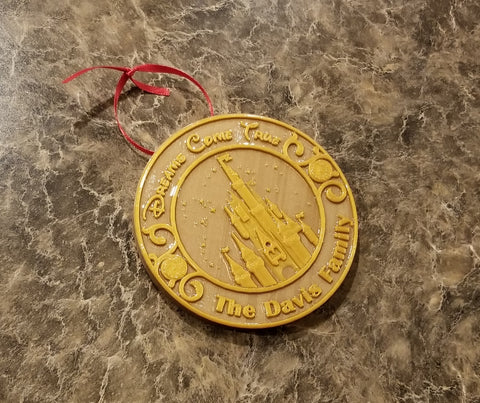 Dreams Come True
The Davis Family